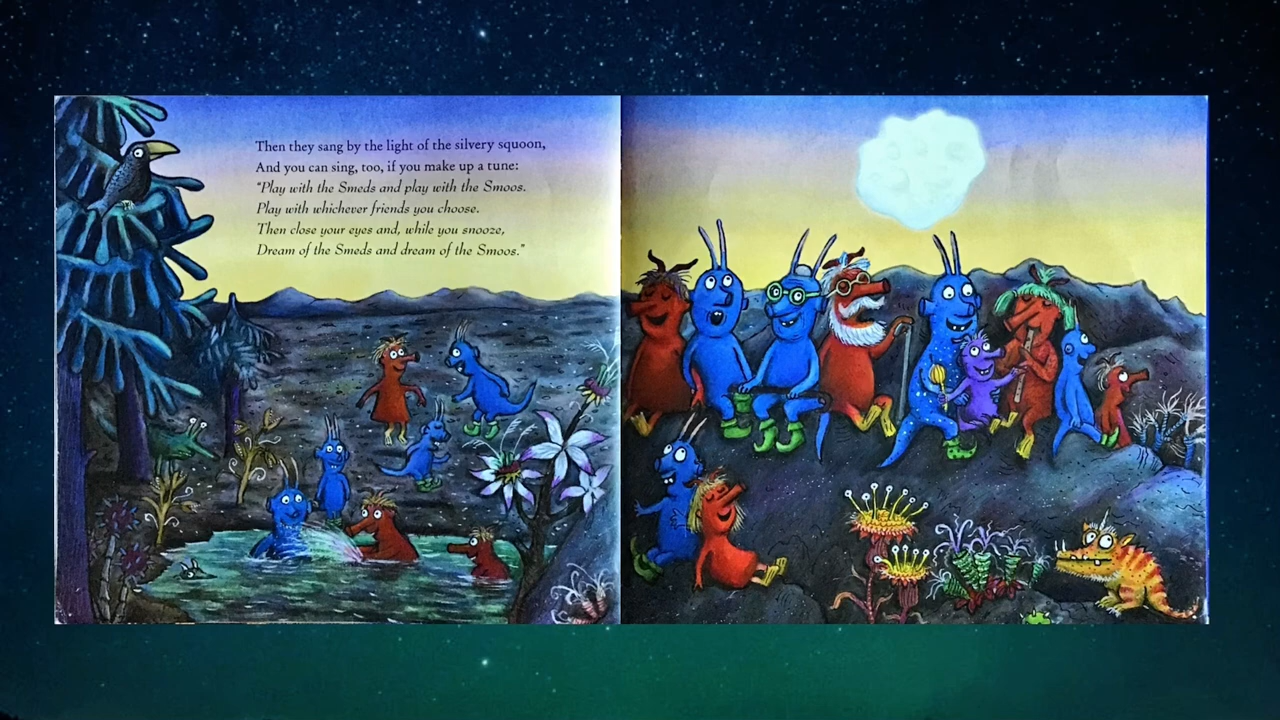 Then they sang by the light of the silvery squoon,
And you can sing, too, if you make up a tune:
“Play with the Smeds and play with the Smoos.
Play with whichever friends you choose.
Then close your eyes and, while you snooze,
Dream of the Smeds and dream of the Smoos.”